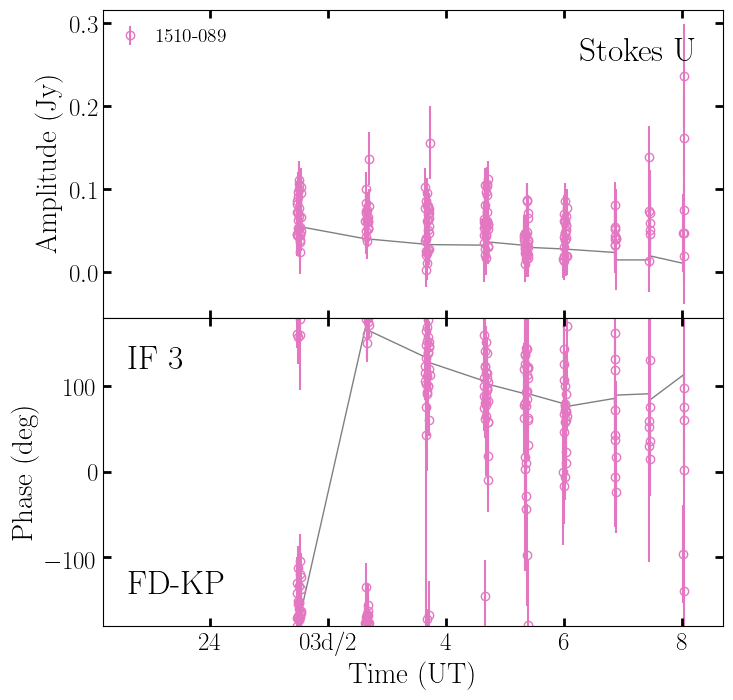 0.3
1510-089
Stokes U
0.2
0.1
0.0
Amplitude (Jy)
IF 3
100
0
−100
Phase (deg)
FD-KP
24
03d/2
4
6
8
Time (UT)